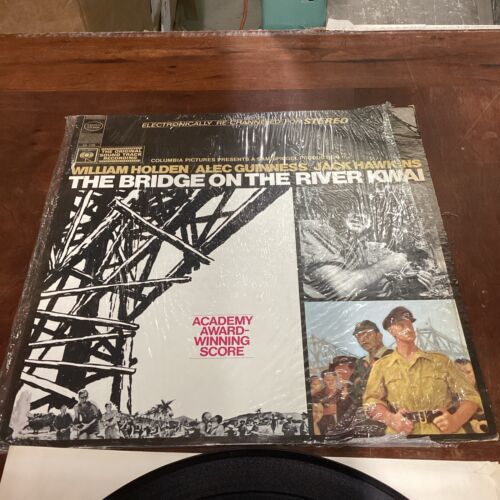 ELECTRONICALLY RE-CHANNELED FOR STEREO
THE ORIGINAL
SOUND TRACK
RECORDING
COLUMBIA PICTURES PRESENTS A SAM SPIEGEL PRODUCTION
WILLIAM HOLDEN ALEC GUINNESS JACK HAWKINS
THE BRIDGE ON THE RIVER KWAI
ACADEMY
AWARD-
WINNING
SCORE